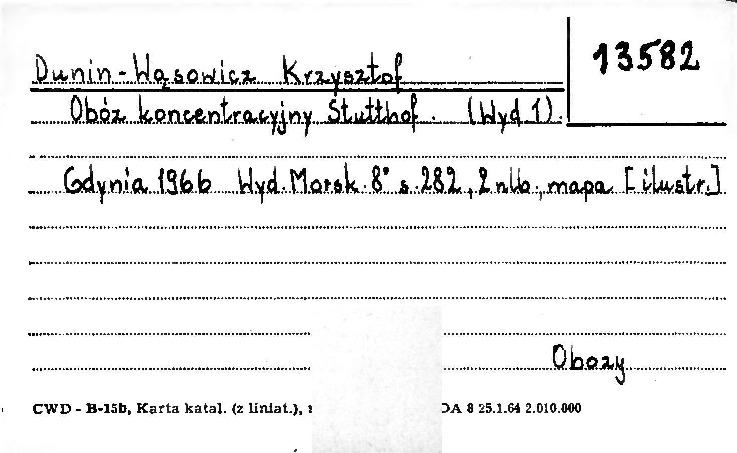 13582
Dunin-Wąsowicz Krzysztof
Obóz koncentracyjny Stutthof. (Wyd. 1).
Gdynia 1966 Wyd. Morsk. 8° s. 282, 2 nlb., mapa [ilustr.]
Obozy
CWD - B-15b, Karta katal. (z liniat.), DA 8 25.1.64 2.010.000